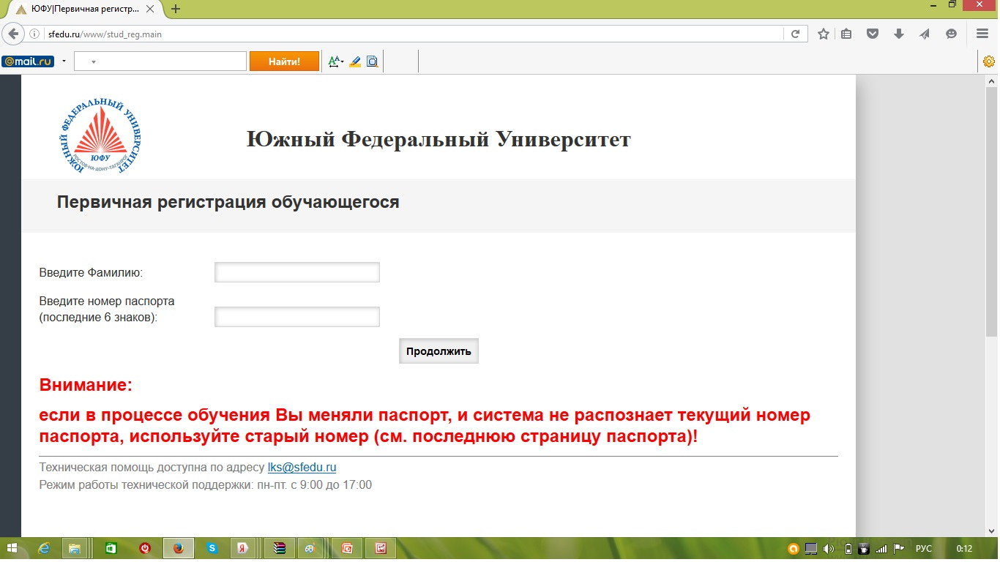 ЮФУ|Первичная регистр...
sfedu.ru/www/stud_reg.main
@mail.ru
Найти!
ЮЖНЫЙ ФЕДЕРАЛЬНЫЙ УНИВЕРСИТЕТ
ЮФУ
РОСТОВ-НА-ДОНУ-ТАГАНРОГ
Южный Федеральный Университет
Первичная регистрация обучающегося
Введите Фамилию:
Введите номер паспорта
(последние 6 знаков):
Продолжить
Внимание:
если в процессе обучения Вы меняли паспорт, и система не распознает текущий номер
паспорта, используйте старый номер (см. последнюю страницу паспорта)!
Техническая помощь доступна по адресу lks@sfedu.ru
Режим работы технической поддержки: пн-пт. с 9:00 до 17:00
РУС
0:12